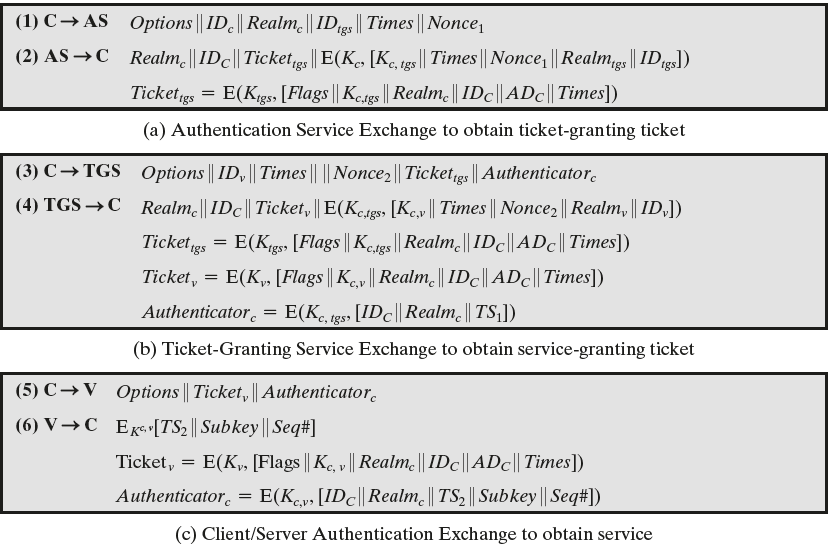 (1) C → AS Options || ID_c || Realm_c || ID_tgs || Times || Nonce_1
(2) AS → C Realm_c || ID_C || Ticket_tgs || E(K_c, [K_c, tgs || Times || Nonce_1 || Realm_tgs || ID_tgs])
Ticket_tgs = E(K_tgs, [Flags || K_c,tgs || Realm_c || ID_C || AD_C || Times])
(a) Authentication Service Exchange to obtain ticket-granting ticket
(3) C → TGS Options || ID_v || Times || || Nonce_2 || Ticket_tgs || Authenticator_c
(4) TGS → C Realm_c || ID_C || Ticket_v || E(K_c,tgs, [K_c,v || Times || Nonce_2 || Realm_v || ID_v])
Ticket_tgs = E(K_tgs, [Flags || K_c,tgs || Realm_c || ID_C || AD_C || Times])
Ticket_v = E(K_v, [Flags || K_c,v || Realm_c || ID_C || AD_C || Times])
Authenticator_c = E(K_c, tgs, [ID_C || Realm_c || TS_1])
(b) Ticket-Granting Service Exchange to obtain service-granting ticket
(5) C → V Options || Ticket_v || Authenticator_c
(6) V → C E_K^c,v [TS_2 || Subkey || Seq#]
Ticket_v = E(K_v, [Flags || K_c, v || Realm_c || ID_C || AD_C || Times])
Authenticator_c = E(K_c,v, [ID_C || Realm_c || TS_2 || Subkey || Seq#])
(c) Client/Server Authentication Exchange to obtain service